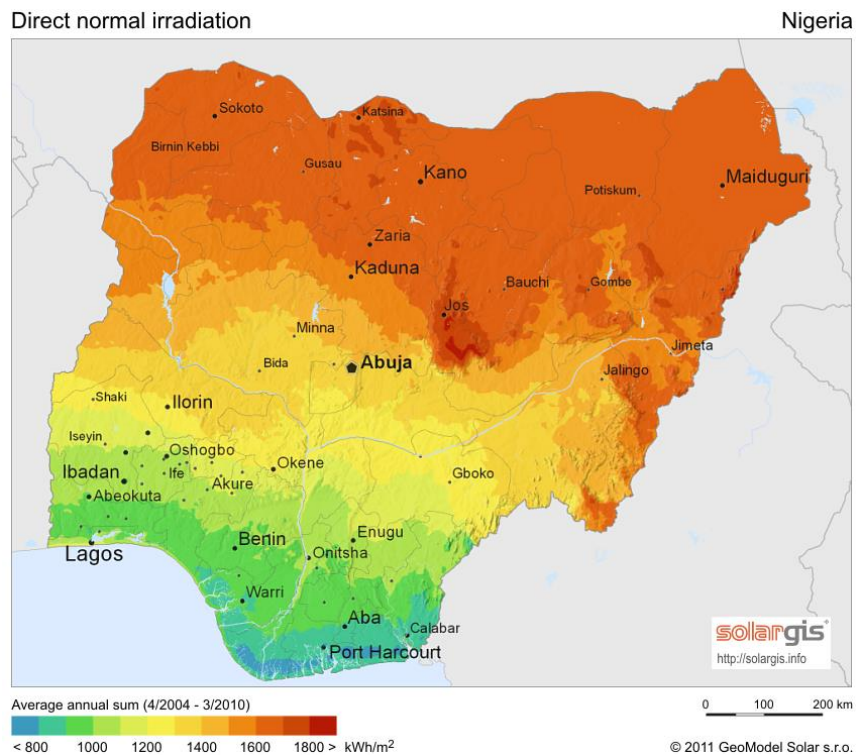 Direct normal irradiation
Nigeria
Sokoto
Katsina
Birnin Kebbi
Gusau
Kano
Maiduguri
Potiskum
Zaria
Kaduna
Bauchi
Gombe
Jos
Minna
Jimeta
Bida
Abuja
Jalingo
Shaki
Ilorin
Iseyin
Oshogbo
Okene
Ibadan
Ife
Akure
Gboko
Abeokuta
Benin
Enugu
Lagos
Onitsha
Warri
Aba
Calabar
Port Harcourt
solargis
http://solargis.info
Average annual sum (4/2004 - 3/2010)
0 100 200 km
< 800 1000 1200 1400 1600 1800 > kWh/m²
© 2011 GeoModel Solar s.r.o.